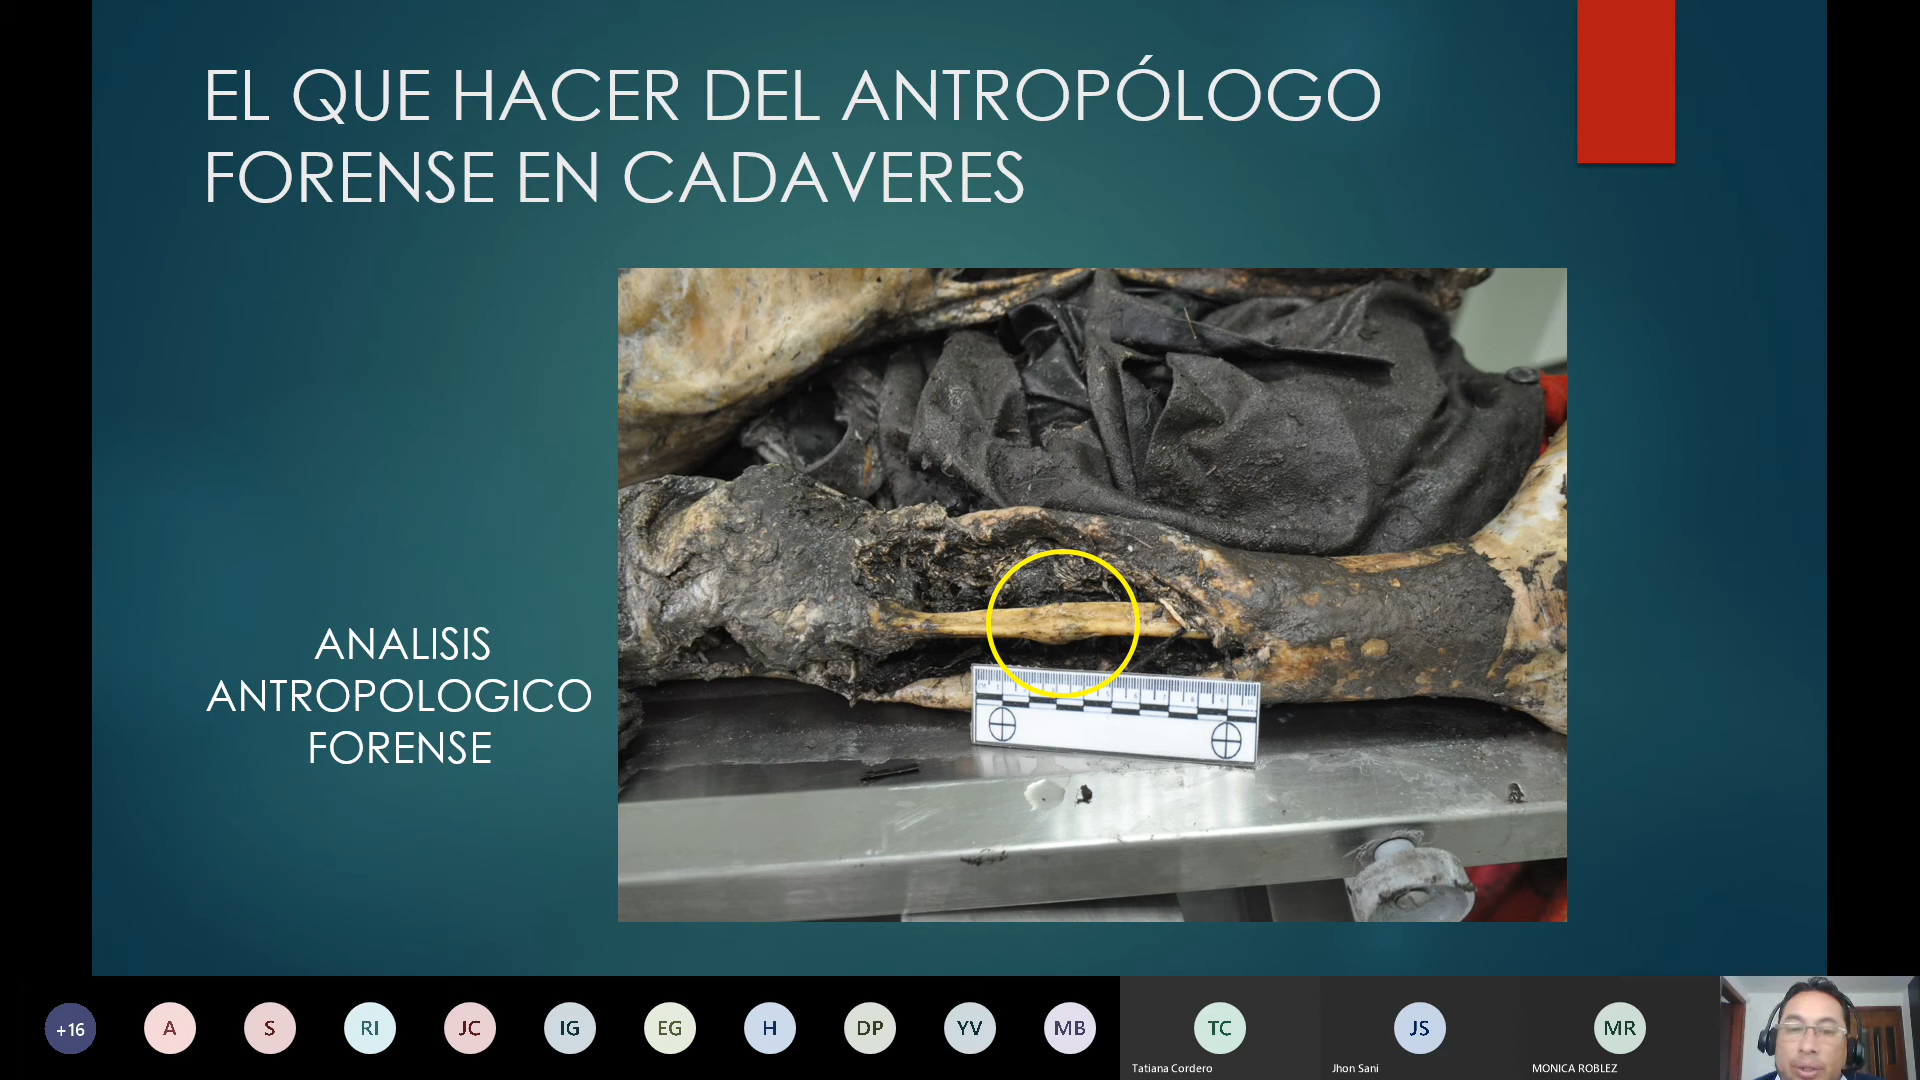 EL QUE HACER DEL ANTROPÓLOGO
FORENSE EN CADAVERES
ANALISIS
ANTROPOLOGICO
FORENSE
+16
A
S
RI
JC
IG
EG
H
DP
YV
MB
TC
JS
MR
Tatiana Cordero
Jhon Sani
MONICA ROBLEZ